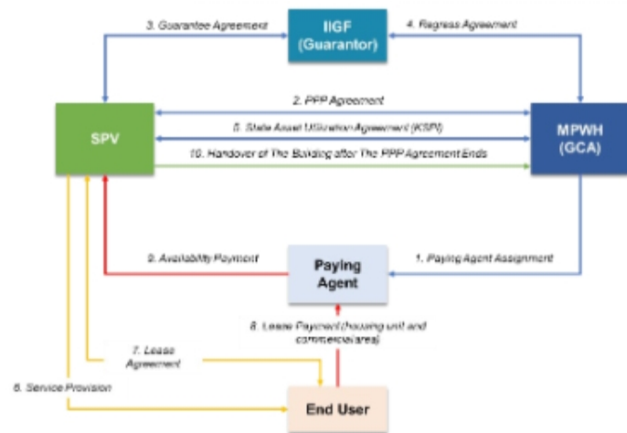 3. Guarantee Agreement
IIGF
(Guarantor)
4. Regress Agreement
2. PPP Agreement
5. State Asset Utilization Agreement (KSPI)
SPV
MPWH
(GCA)
10. Handover of The Building after The PPP Agreement Ends
9. Availability Payment
Paying
Agent
1. Paying Agent Assignment
8. Lease Payment (housing unit and
commercial area)
7. Lease
Agreement
6. Service Provision
End User